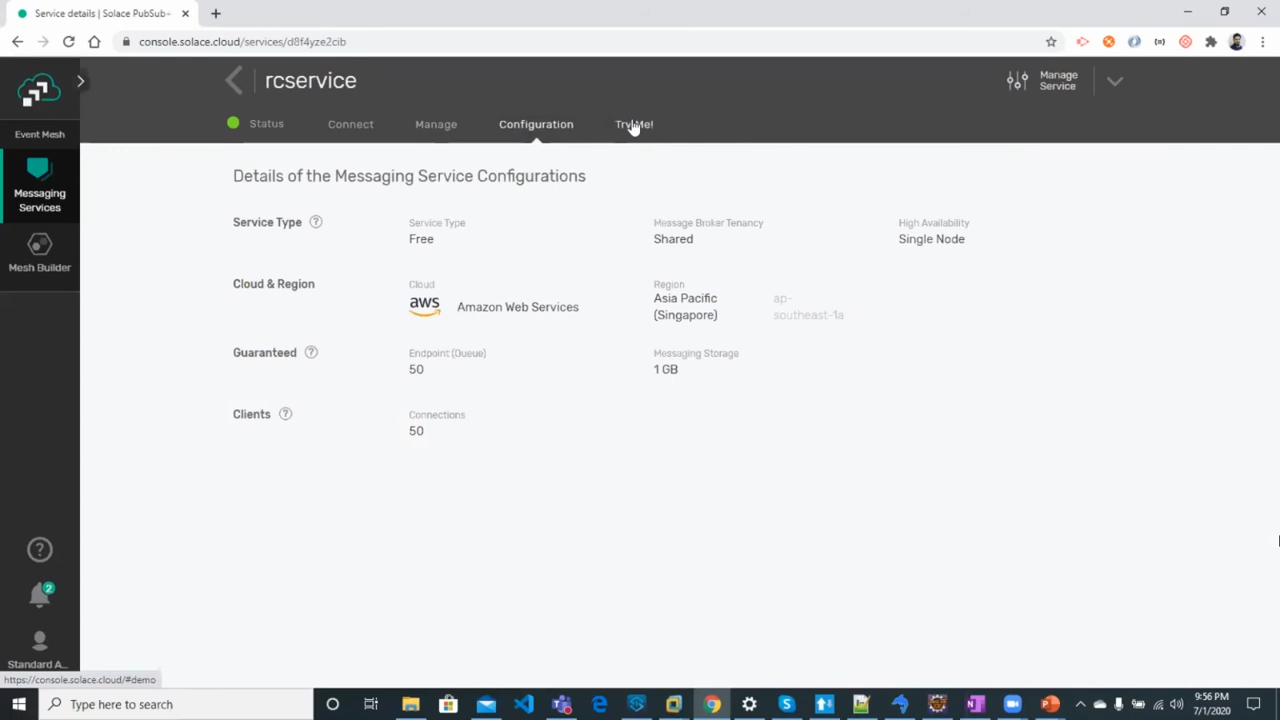 Service details | Solace PubSub+
console.solace.cloud/services/d8f4yze2cib
rcservice
Manage
Service
Status
Connect
Manage
Configuration
Try Me!
Event Mesh
Messaging
Services
Mesh Builder
Standard A...
Details of the Messaging Service Configurations
Service Type ?
Service Type
Free
Message Broker Tenancy
Shared
High Availability
Single Node
Cloud & Region
Cloud
aws
Amazon Web Services
Region
Asia Pacific
(Singapore)
ap-
southeast-1a
Guaranteed ?
Endpoint (Queue)
50
Messaging Storage
1 GB
Clients ?
Connections
50
?
2
https://console.solace.cloud/#demo
Type here to search
9:56 PM
7/1/2020